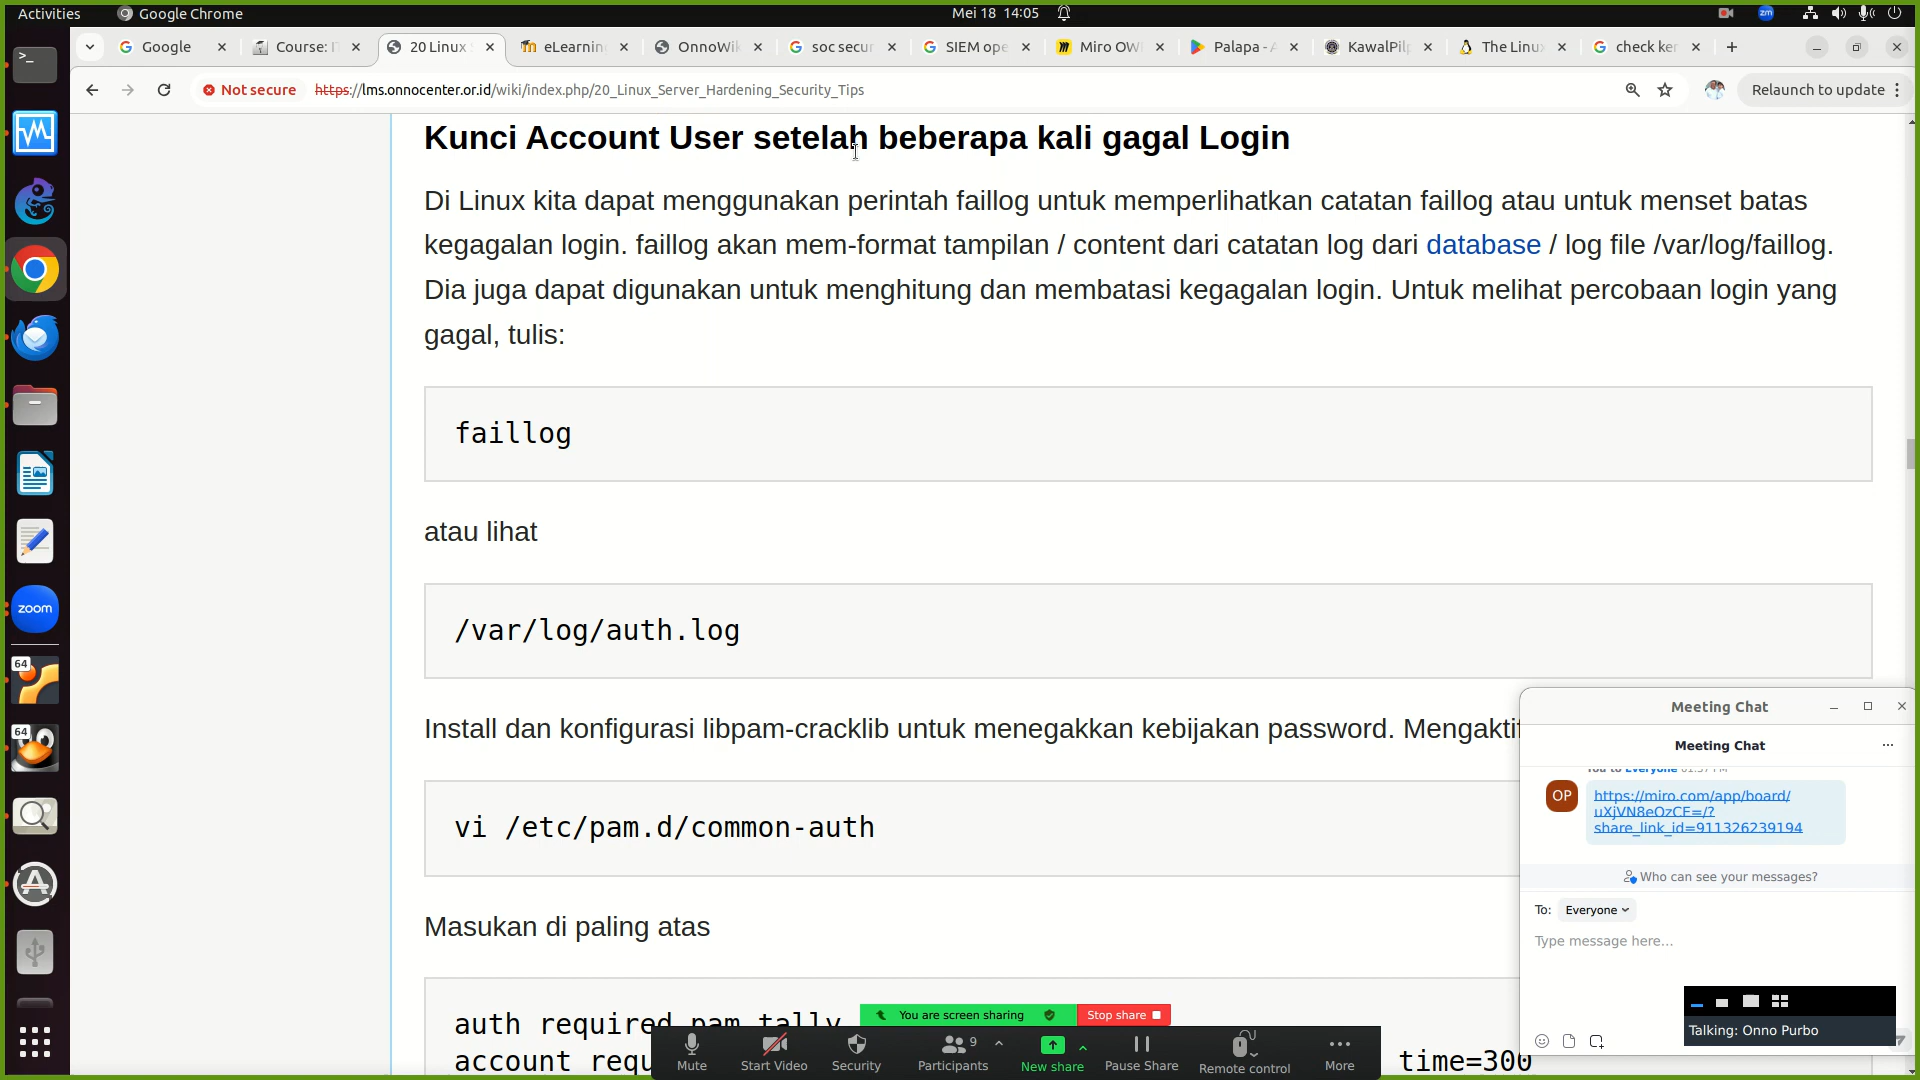 Activities
Google Chrome
Mei 18 14:05
zm
Google
Course: I
20 Linux
eLearnin
OnnoWi
soc secur
SIEM ope
Miro OW
Palapa - A
KawalPil
The Linu
check ke
Not secure
https://lms.onnocenter.or.id/wiki/index.php/20_Linux_Server_Hardening_Security_Tips
Relaunch to update
Kunci Account User setelah beberapa kali gagal Login
Di Linux kita dapat menggunakan perintah faillog untuk memperlihatkan catatan faillog atau untuk menset batas
kegagalan login. faillog akan mem-format tampilan / content dari catatan log dari database / log file /var/log/faillog.
Dia juga dapat digunakan untuk menghitung dan membatasi kegagalan login. Untuk melihat percobaan login yang
gagal, tulis:
faillog
atau lihat
/var/log/auth.log
Install dan konfigurasi libpam-cracklib untuk menegakkan kebijakan password. Mengaktif
vi /etc/pam.d/common-auth
Masukan di paling atas
auth required pam_tally
account requ
time=300
zoom
64
64
Meeting Chat
Meeting Chat
You to Everyone 01:57 PM
OP
https://miro.com/app/board/
uXjVN8eOzCE=/?
share_link_id=911326239194
Who can see your messages?
To: Everyone
Type message here...
Talking: Onno Purbo
You are screen sharing
Stop share
Mute
Start Video
Security
Participants
9
New share
Pause Share
Remote control
More